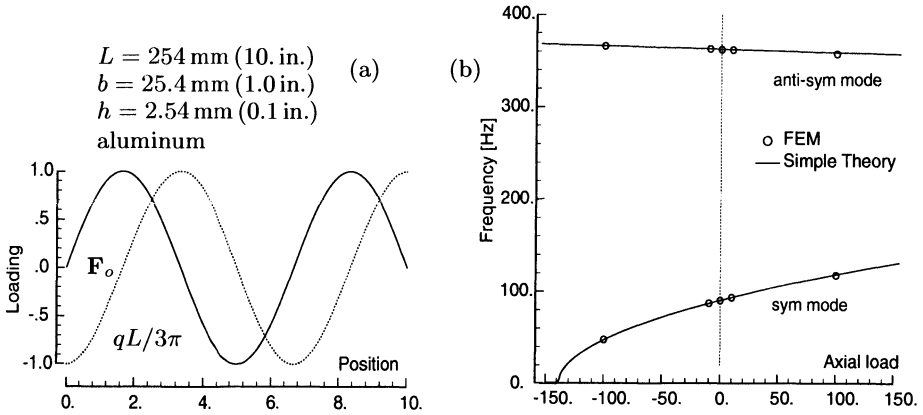 L = 254 mm (10. in.)
b = 25.4 mm (1.0 in.)
h = 2.54 mm (0.1 in.)
aluminum
(a)
Loading
1.0
.5
.0
-.5
-1.0
F_o
qL/3π
Position
0. 2. 4. 6. 8. 10.
(b)
Frequency [Hz]
400.
300.
200.
100.
0.
anti-sym mode
FEM
Simple Theory
sym mode
Axial load
-150. -100. -50. 0. 50. 100. 150.